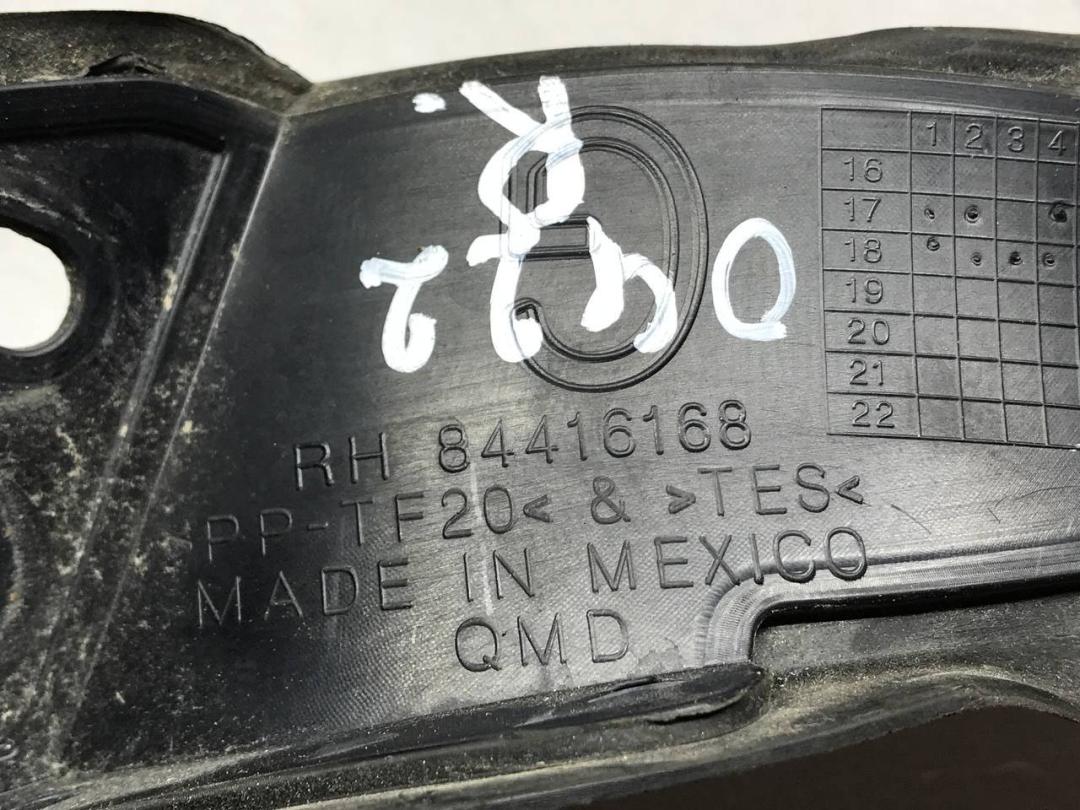 1 2 3 4
16
17
18
19
20
21
22
RH 84416168
>PP-TF20< & >TES<
MADE IN MEXICO
QMD